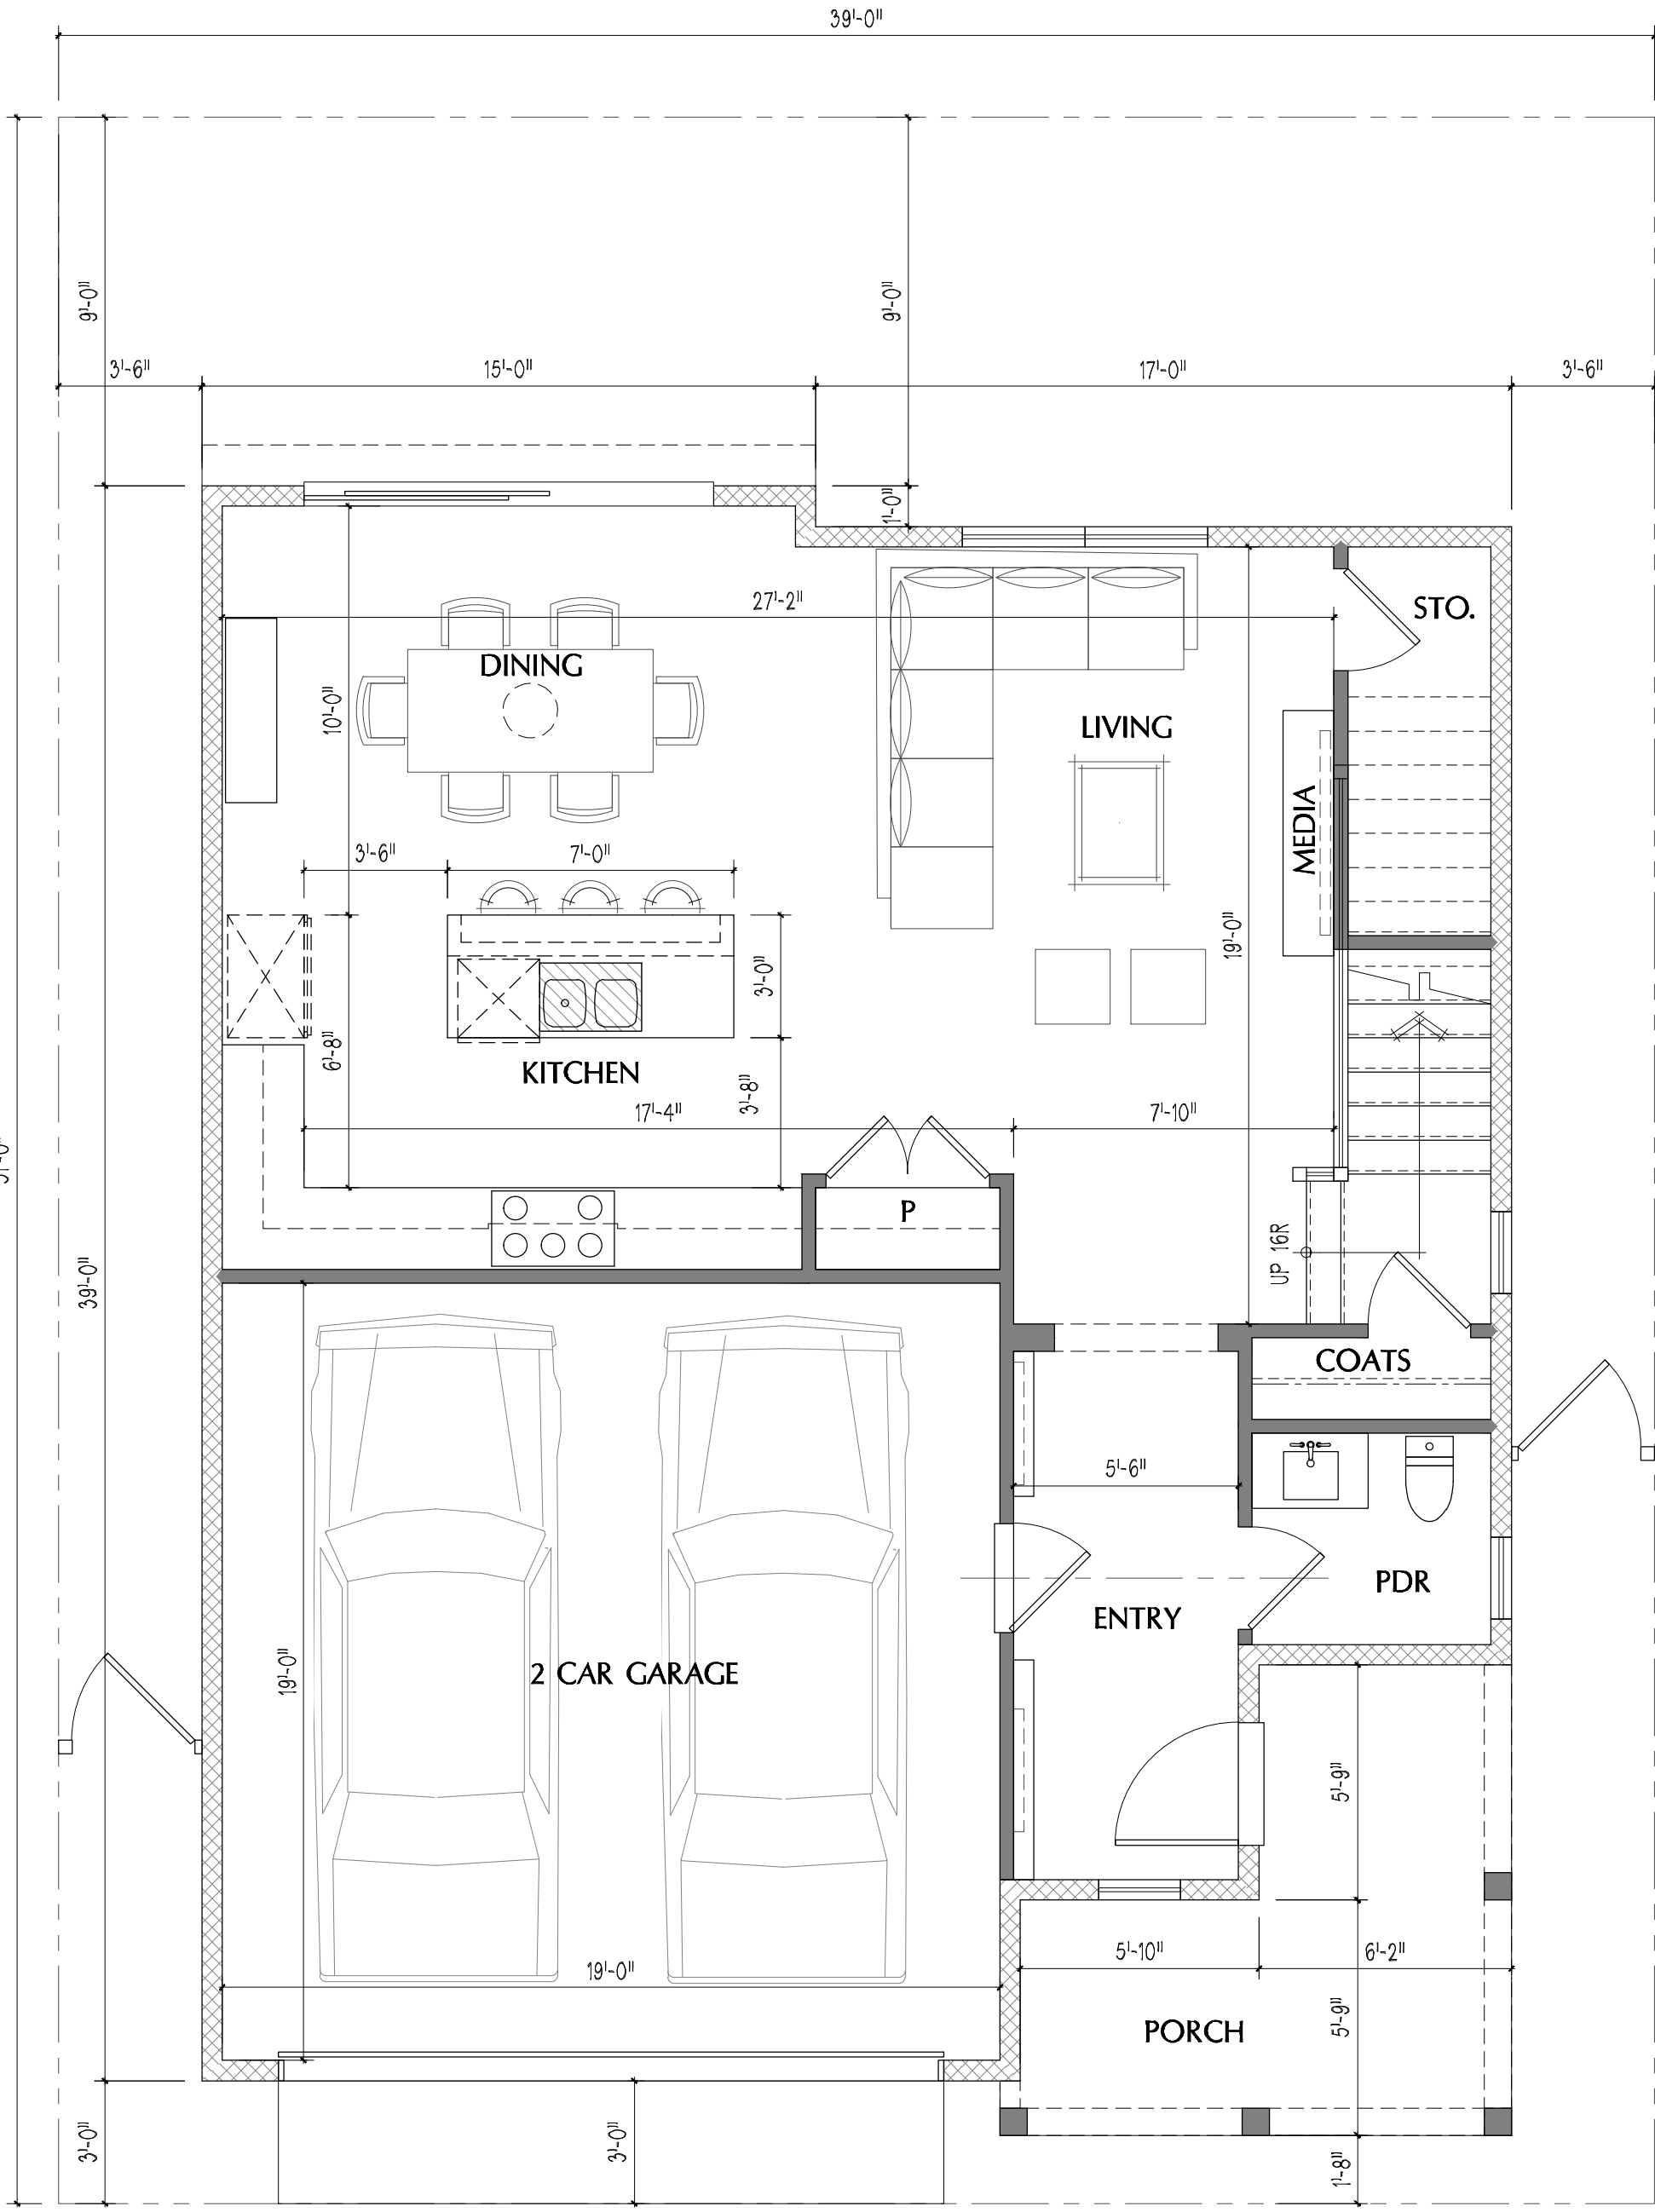 39'-0"
9'-0"
9'-0"
3'-6"
15'-0"
17'-0"
3'-6"
1'-0"
27'-2"
STO.
DINING
10'-0"
LIVING
MEDIA
3'-6"
7'-0"
19'-0"
3'-0"
6'-8"
KITCHEN
3'-8"
17'-4"
7'-10"
P
UP 16R
39'-0"
COATS
5'-6"
PDR
ENTRY
19'-0"
2 CAR GARAGE
5'-9"
5'-10"
6'-2"
19'-0"
PORCH
5'-9"
3'-0"
3'-0"
1'-8"